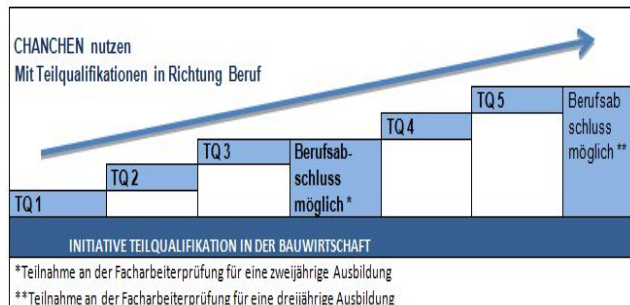 CHANCHEN nutzen
Mit Teilqualifikationen in Richtung Beruf
TQ 1
TQ 2
TQ 3
Berufsab-
schluss
möglich *
TQ 4
TQ 5
Berufsab
schluss
möglich **
INITIATIVE TEILQUALIFIKATION IN DER BAUWIRTSCHAFT
*Teilnahme an der Facharbeiterprüfung für eine zweijährige Ausbildung
**Teilnahme an der Facharbeiterprüfung für eine dreijährige Ausbildung